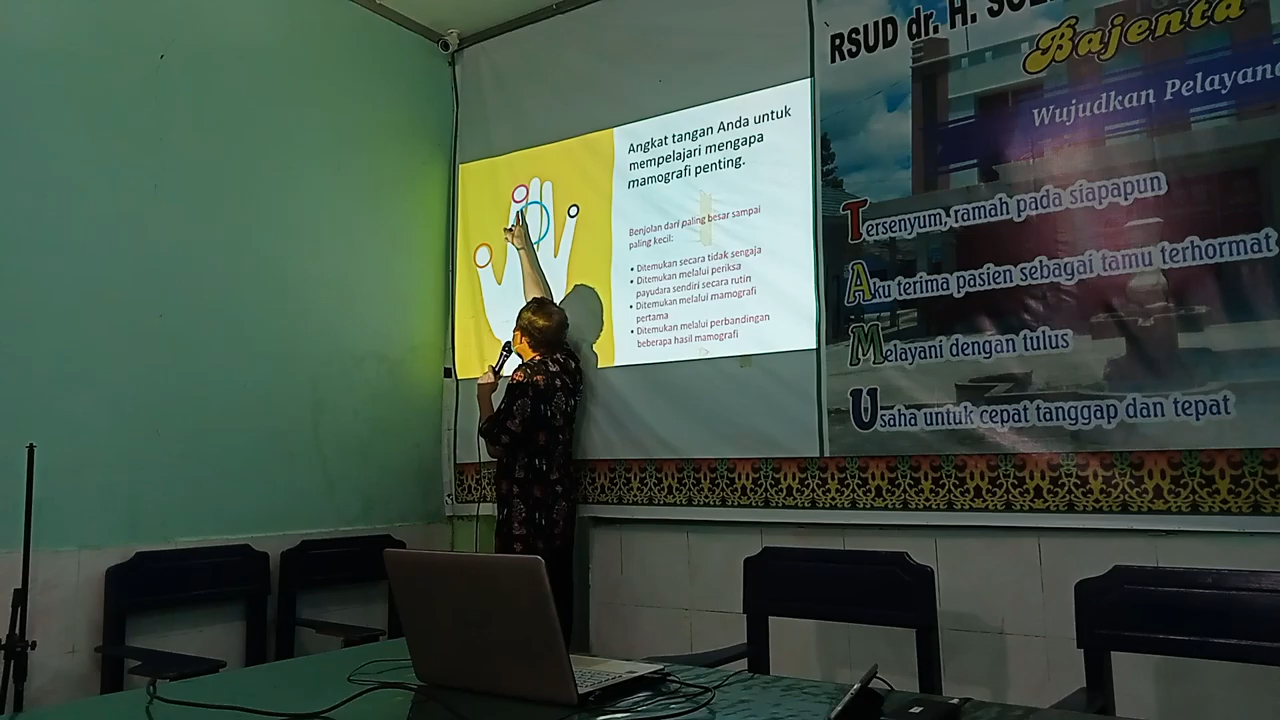 Angkat tangan Anda untuk
mempelajari mengapa
mamografi penting.
Benjolan dari paling besar sampai
paling kecil:
• Ditemukan secara tidak sengaja
• Ditemukan melalui periksa
payudara sendiri secara rutin
• Ditemukan melalui mamografi
pertama
• Ditemukan melalui perbandingan
beberapa hasil mamografi
RSUD dr. H.
Bajenta
Wujudkan
Tersenyum, ramah pada siapapun
Aku terima pasien sebagai tamu terhormat
Melayani dengan tulus
Usaha untuk cepat tanggap dan tepat